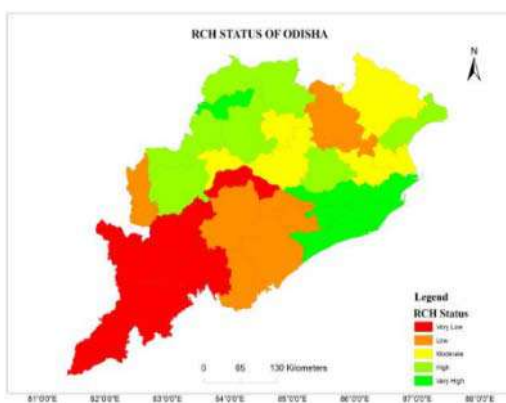 RCH STATUS OF ODISHA
N
Legend
RCH Status
Very Low
Low
Moderate
High
Very High
0 65 130 Kilometers
81°0'0"E 82°0'0"E 83°0'0"E 84°0'0"E 85°0'0"E 86°0'0"E 87°0'0"E 88°0'0"E